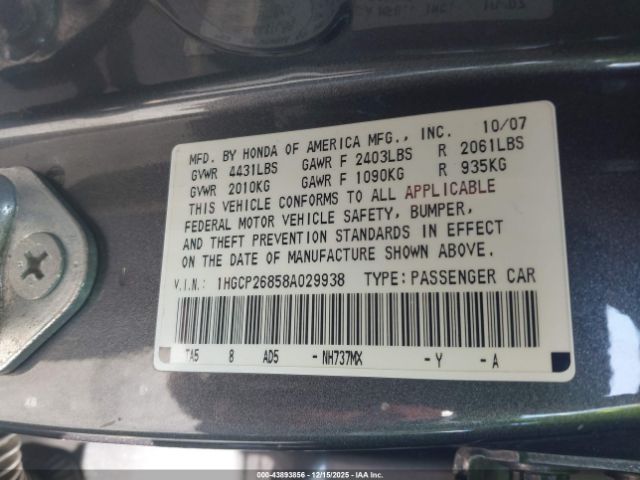 MFD. BY HONDA OF AMERICA MFG., INC. 10/07
GVWR 4431LBS GAWR F 2403LBS R 2061LBS
GVWR 2010KG GAWR F 1090KG R 935KG
THIS VEHICLE CONFORMS TO ALL APPLICABLE
FEDERAL MOTOR VEHICLE SAFETY, BUMPER,
AND THEFT PREVENTION STANDARDS IN EFFECT
ON THE DATE OF MANUFACTURE SHOWN ABOVE.
V.I.N.: 1HGCP26858A029938 TYPE: PASSENGER CAR
TA5 8 AD5 -NH737MX -Y -A
000-43893856 - 12/15/2025 - IAA Inc.